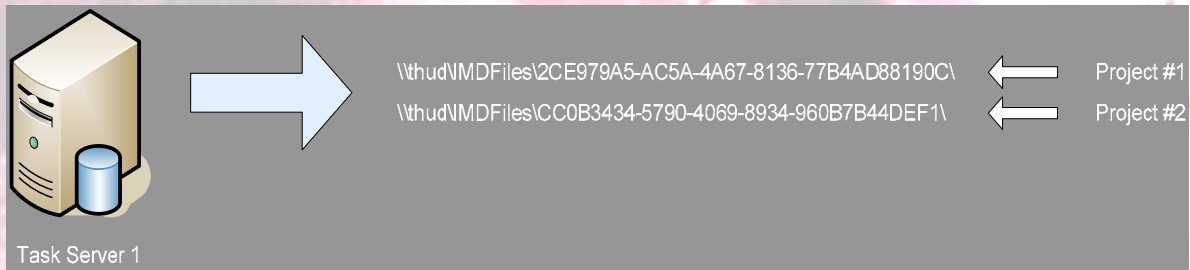 \\thud\IMDFiles\2CE979A5-AC5A-4A67-8136-77B4AD88190C\ Project #1
\\thud\IMDFiles\CC0B3434-5790-4069-8934-960B7B44DEF1\ Project #2
Task Server 1